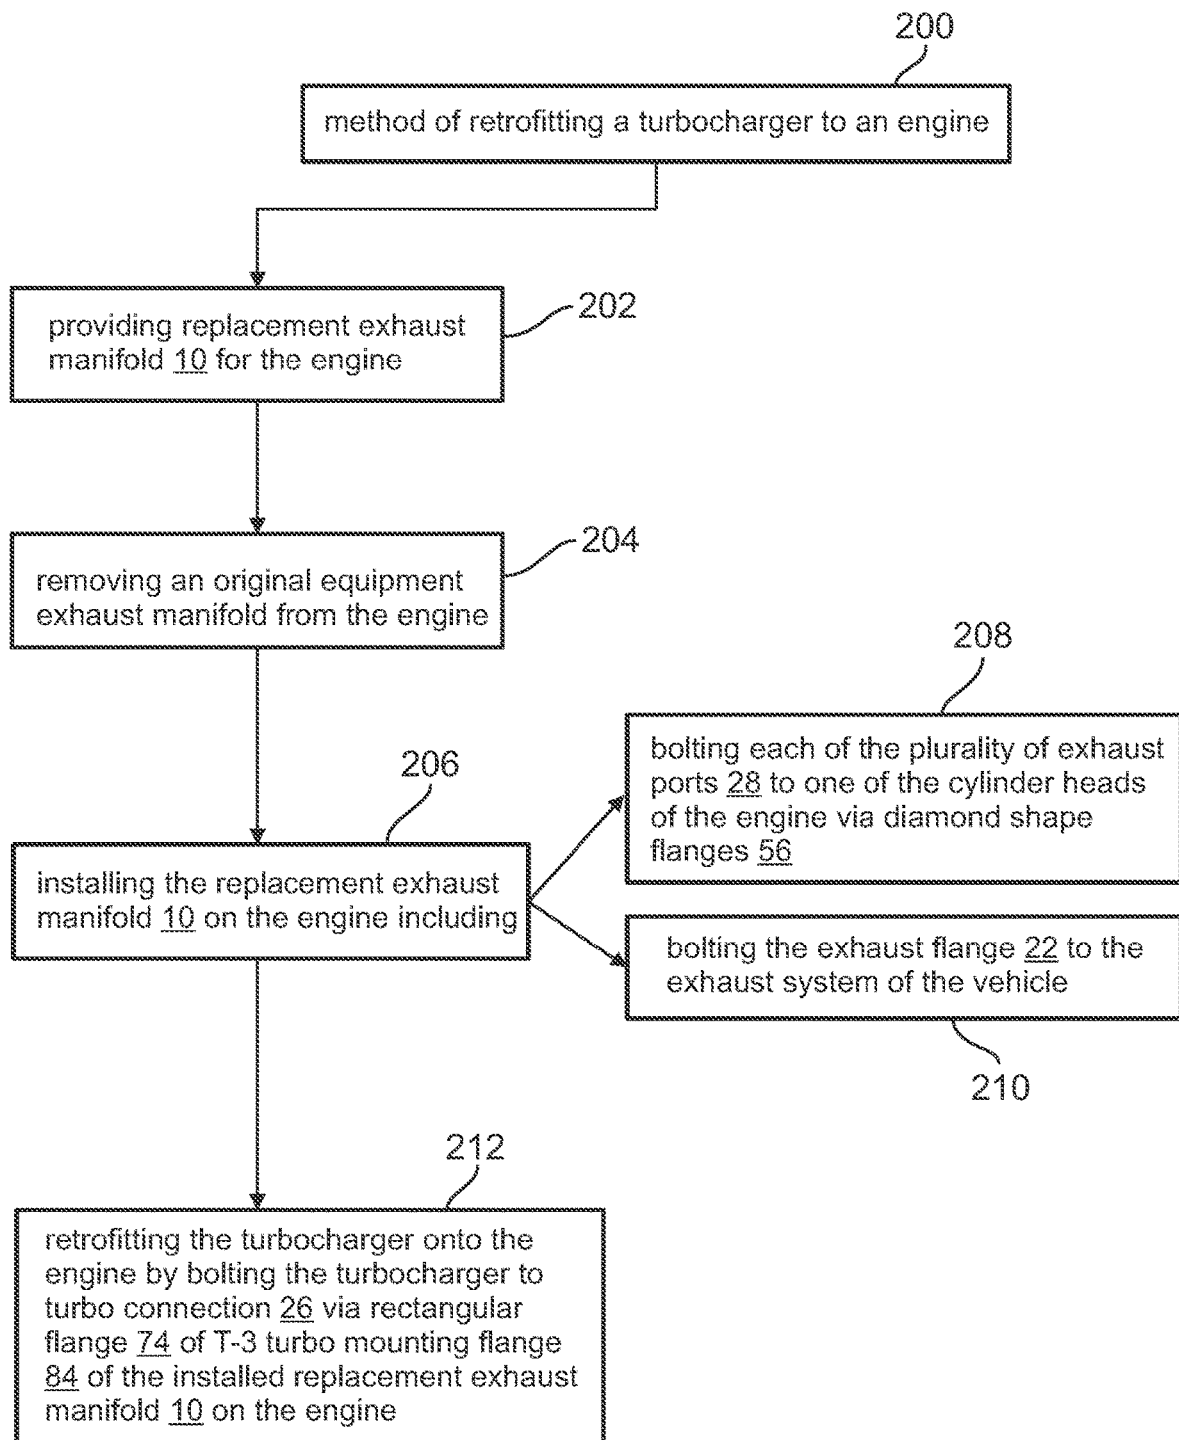 200
method of retrofitting a turbocharger to an engine
202
providing replacement exhaust
manifold 10 for the engine
204
removing an original equipment
exhaust manifold from the engine
206
installing the replacement exhaust
manifold 10 on the engine including
208
bolting each of the plurality of exhaust
ports 28 to one of the cylinder heads
of the engine via diamond shape
flanges 56
bolting the exhaust flange 22 to the
exhaust system of the vehicle
210
212
retrofitting the turbocharger onto the
engine by bolting the turbocharger to
turbo connection 26 via rectangular
flange 74 of T-3 turbo mounting flange
84 of the installed replacement exhaust
manifold 10 on the engine